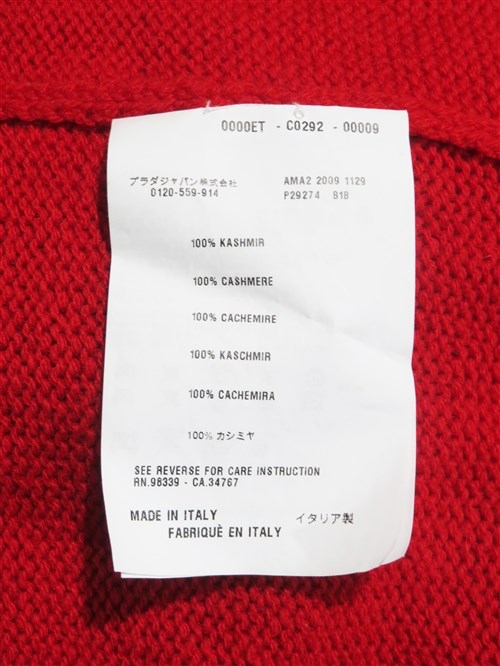 0000ET - C0292 - 00009
プラダジャパン株式会社 AMA2 2009 1129
0120-559-914 P29274 B1B
100% KASHMIR
100% CASHMERE
100% CACHEMIRE
100% KASCHMIR
100% CACHEMIRA
100% カシミヤ
SEE REVERSE FOR CARE INSTRUCTION
RN.98339 - CA.34767
MADE IN ITALY イタリア製
FABRIQUÈ EN ITALY